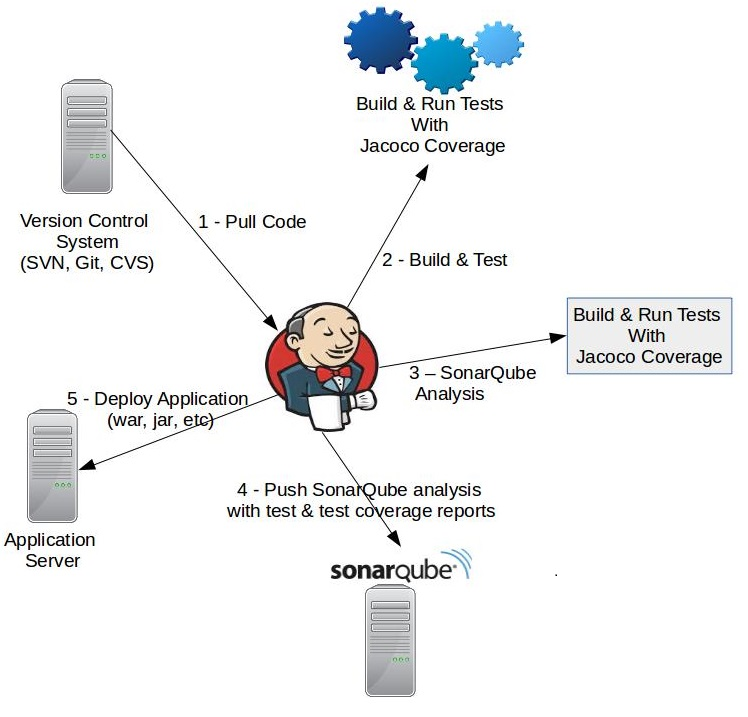 Build & Run Tests
With
Jacoco Coverage
Version Control
System
(SVN, Git, CVS)
1 - Pull Code
2 - Build & Test
Build & Run Tests
With
Jacoco Coverage
3 – SonarQube
Analysis
5 - Deploy Application
(war, jar, etc)
4 - Push SonarQube analysis
with test & test coverage reports
Application
Server
sonarqube
.